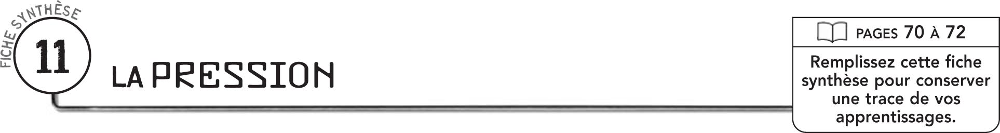 FICHE SYNTHÈSE
11
LA PRESSION
PAGES 70 À 72
Remplissez cette fiche
synthèse pour conserver
une trace de vos
apprentissages.